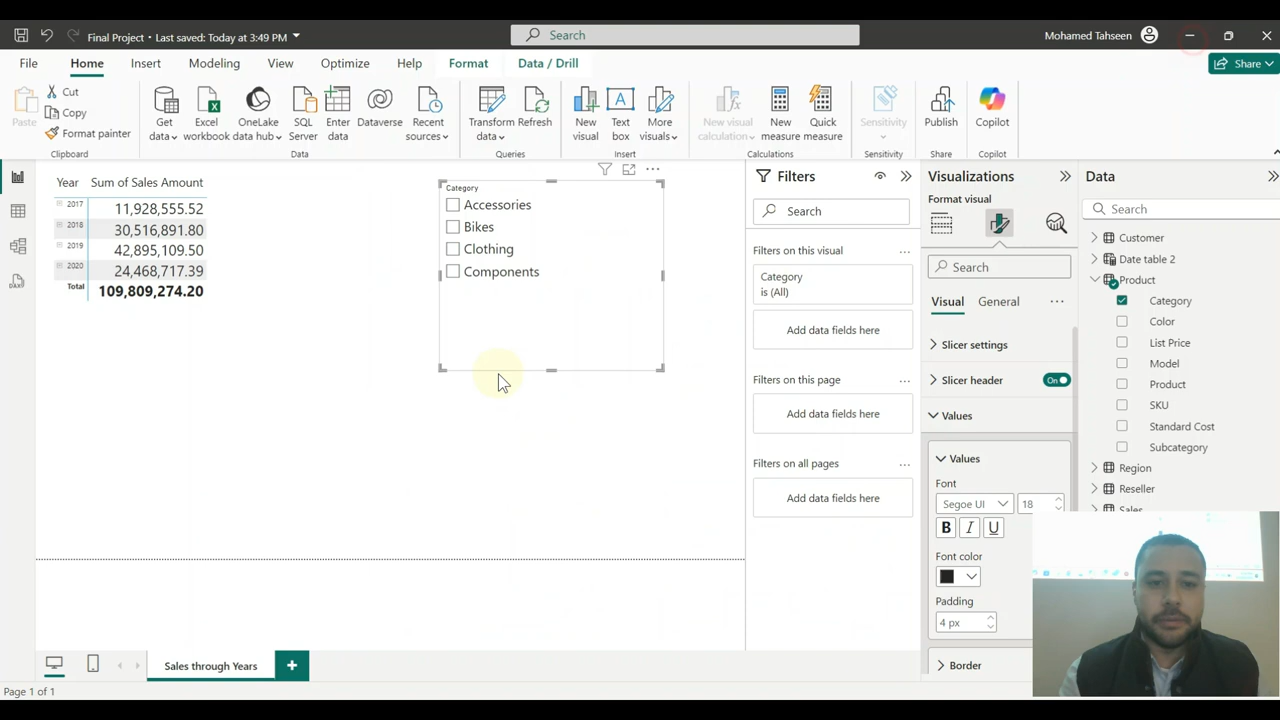 Final Project • Last saved: Today at 3:49 PM
Search
Mohamed Tahseen
File
Home
Insert
Modeling
View
Optimize
Help
Format
Data / Drill
Share
Paste
Cut
Copy
Format painter
Clipboard
Get data
Excel workbook
OneLake data hub
SQL Server
Enter data
Dataverse
Recent sources
Data
Transform data
Refresh
Queries
New visual
Text box
More visuals
Insert
New visual calculation
New measure
Quick measure
Calculations
Sensitivity
Sensitivity
Publish
Share
Copilot
Copilot
Year Sum of Sales Amount
2017 11,928,555.52
2018 30,516,891.80
2019 42,895,109.50
2020 24,468,717.39
Total 109,809,274.20
Category
Accessories
Bikes
Clothing
Components
Filters
Search
Filters on this visual
Category
is (All)
Add data fields here
Filters on this page
Add data fields here
Filters on all pages
Add data fields here
Visualizations
Format visual
Search
Visual
General
Slicer settings
Slicer header
On
Values
Values
Font
Segoe UI
18
B I U
Font color
Padding
4 px
Border
Data
Search
Customer
Date table 2
Product
Category
Color
List Price
Model
Product
SKU
Standard Cost
Subcategory
Region
Reseller
Sales
Sales through Years
Page 1 of 1